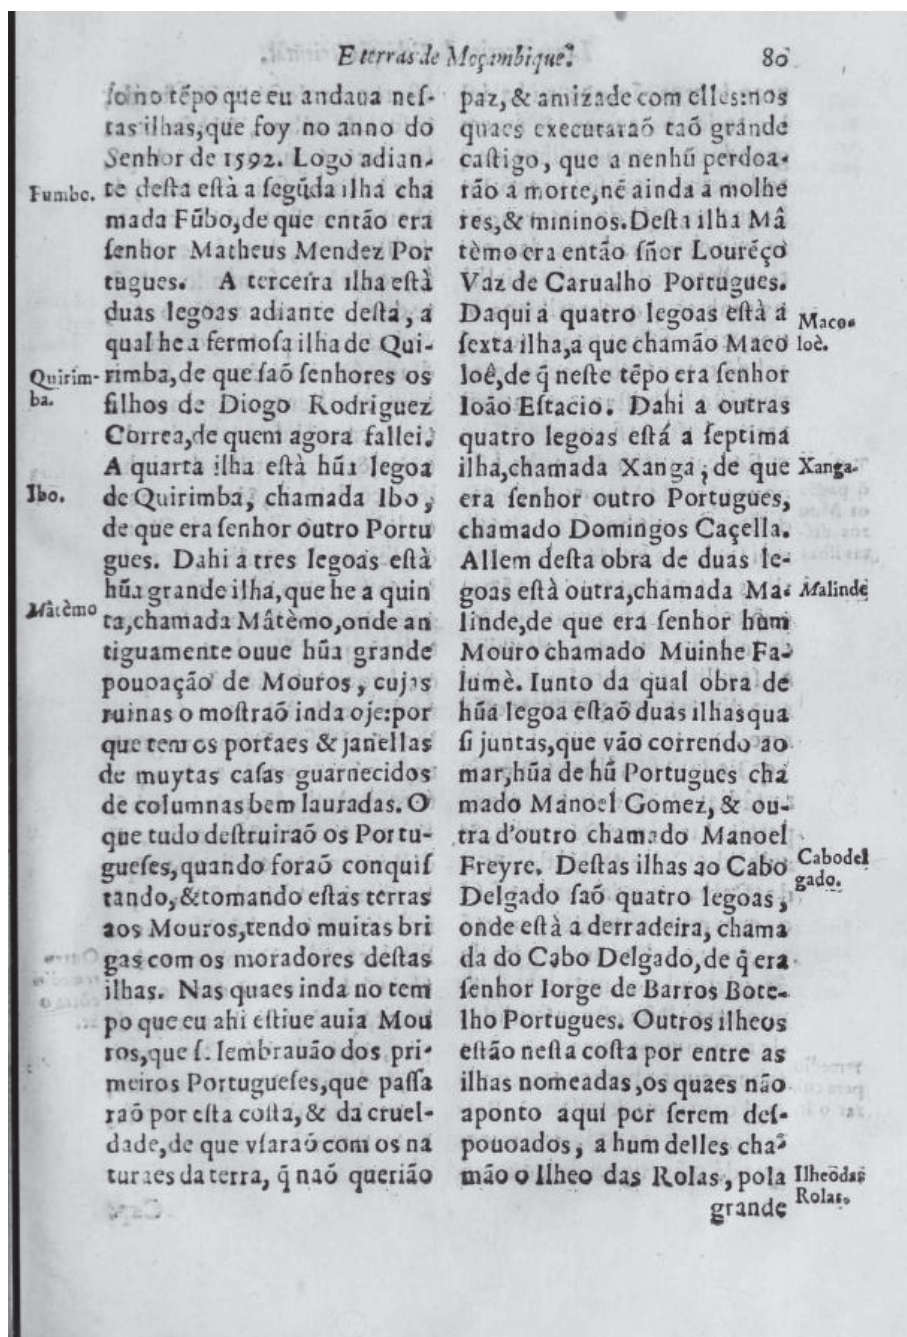 E terras de Moçambique. 80
so no tẽpo que eu andaua nes-
tas ilhas,que foy no anno do
Senhor de 1592. Logo adian-
Fumbo.
te desta està a segũda ilha cha
mada Fũbo,de que então era
senhor Matheus Mendez Por
tugues. A terceira ilha està
duas legoas adiante desta, a
qual he a fermosa ilha de Qui-
Quirim-
ba.
rimba,de que saõ senhores os
filhos de Diogo Rodriguez
Correa,de quem agora fallei.
A quarta ilha està hũa legoa
Ibo.
de Quirimba, chamada Ibo,
de que era senhor outro Portu
gues. Dahi a tres legoas està
hũa grande ilha,que he a quin
Mâtèmo
ta,chamada Mâtèmo,onde an
tiguamente ouue hũa grande
pouoação de Mouros, cujas
ruinas o mostraõ inda oje:por
que tem os portaes & janellas
de muytas casas guarnecidos
de columnas bem lauradas. O
que tudo destruiraõ os Portu-
gueses,quando foraõ conquis
tando,&tomando estas terras
aos Mouros,tendo muitas bri
gas com os moradores destas
ilhas. Nas quaes inda no tem
po que eu ahi estiue auia Mou
ros,que s. lembrauão dos pri-
meiros Portugueses,que passa
raõ por esta costa,& da cruel-
dade,de que vsaraõ com os na
turaes da terra, q̃ naõ querião
paz,& amizade com elles:nos
quaes executaraõ taõ grande
castigo, que a nenhũ perdoa-
rão a morte,nẽ ainda a molhe
res,& mininos.Desta ilha Mâ
tèmo era então sñor Lourẽço
Vaz de Carualho Portugues.
Daqui a quatro legoas està a
Maco-
loè.
sexta ilha,a que chamão Maco
loê,de q̃ neste tẽpo era senhor
Ioão Estacio. Dahi a outras
quatro legoas está a septima
ilha,chamada Xanga, de que
Xanga.
era senhor outro Portugues,
chamado Domingos Caçella.
Allem desta obra de duas le-
goas està outra,chamada Ma-
Malinde
linde,de que era senhor hum
Mouro chamado Muinhe Fa-
lumè. Iunto da qual obra de
hũa legoa estaõ duas ilhas qua
si juntas,que vão correndo ao
mar,hũa de hũ Portugues cha
mado Manoel Gomez, & ou-
tra d'outro chamado Manoel
Freyre. Destas ilhas ao Cabo
Cabodel
gado.
Delgado saõ quatro legoas,
onde està a derradeira, chama
da do Cabo Delgado,de q̃ era
senhor Iorge de Barros Bote-
lho Portugues. Outros ilheos
estão nesta costa por entre as
ilhas nomeadas,os quaes não
aponto aqui por serem des-
pouoados, a hum delles cha-
mão o Ilheo das Rolas, pola
Ilheo das
Rolas.
grande